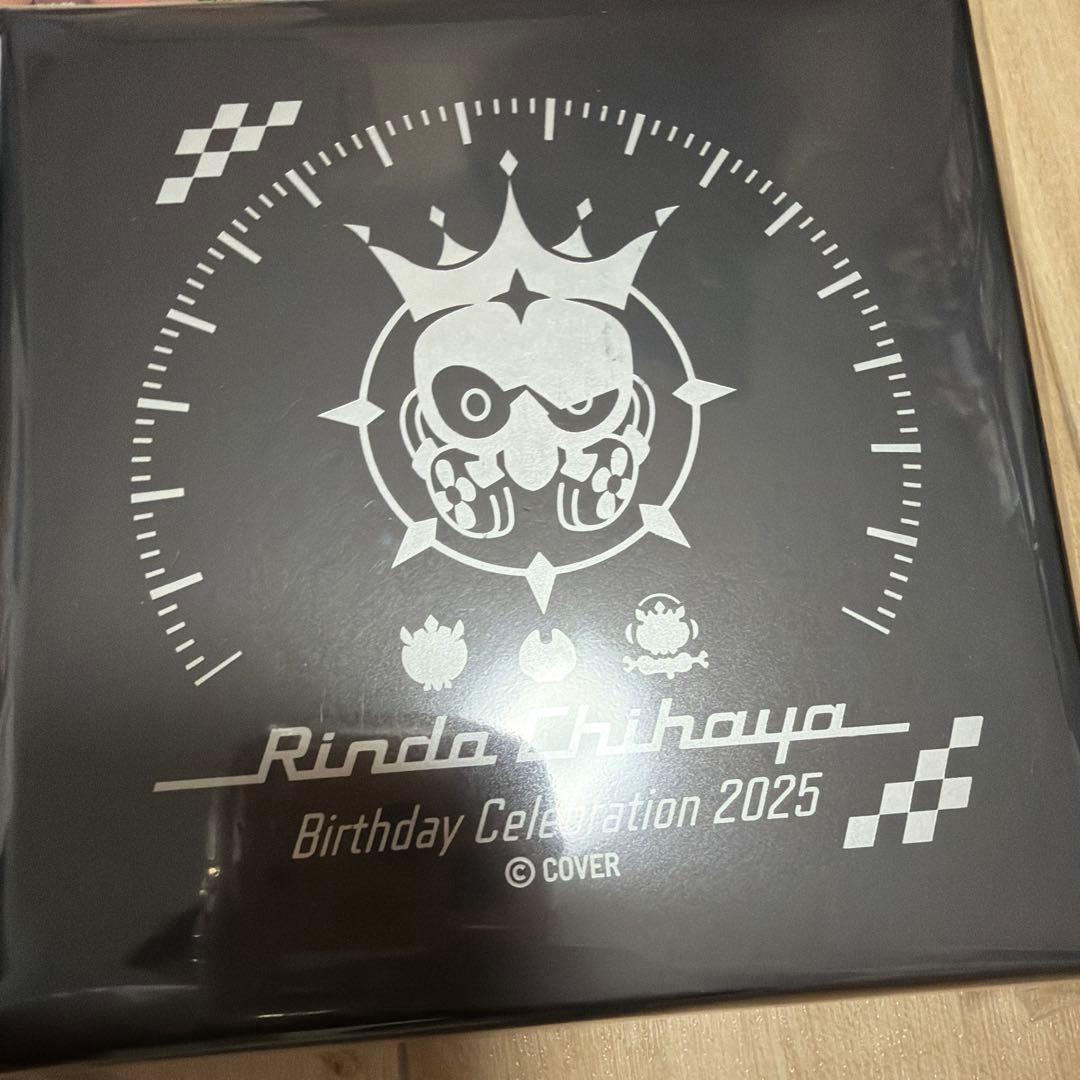 Rindo Chihaya
Birthday Celebration 2025
© COVER